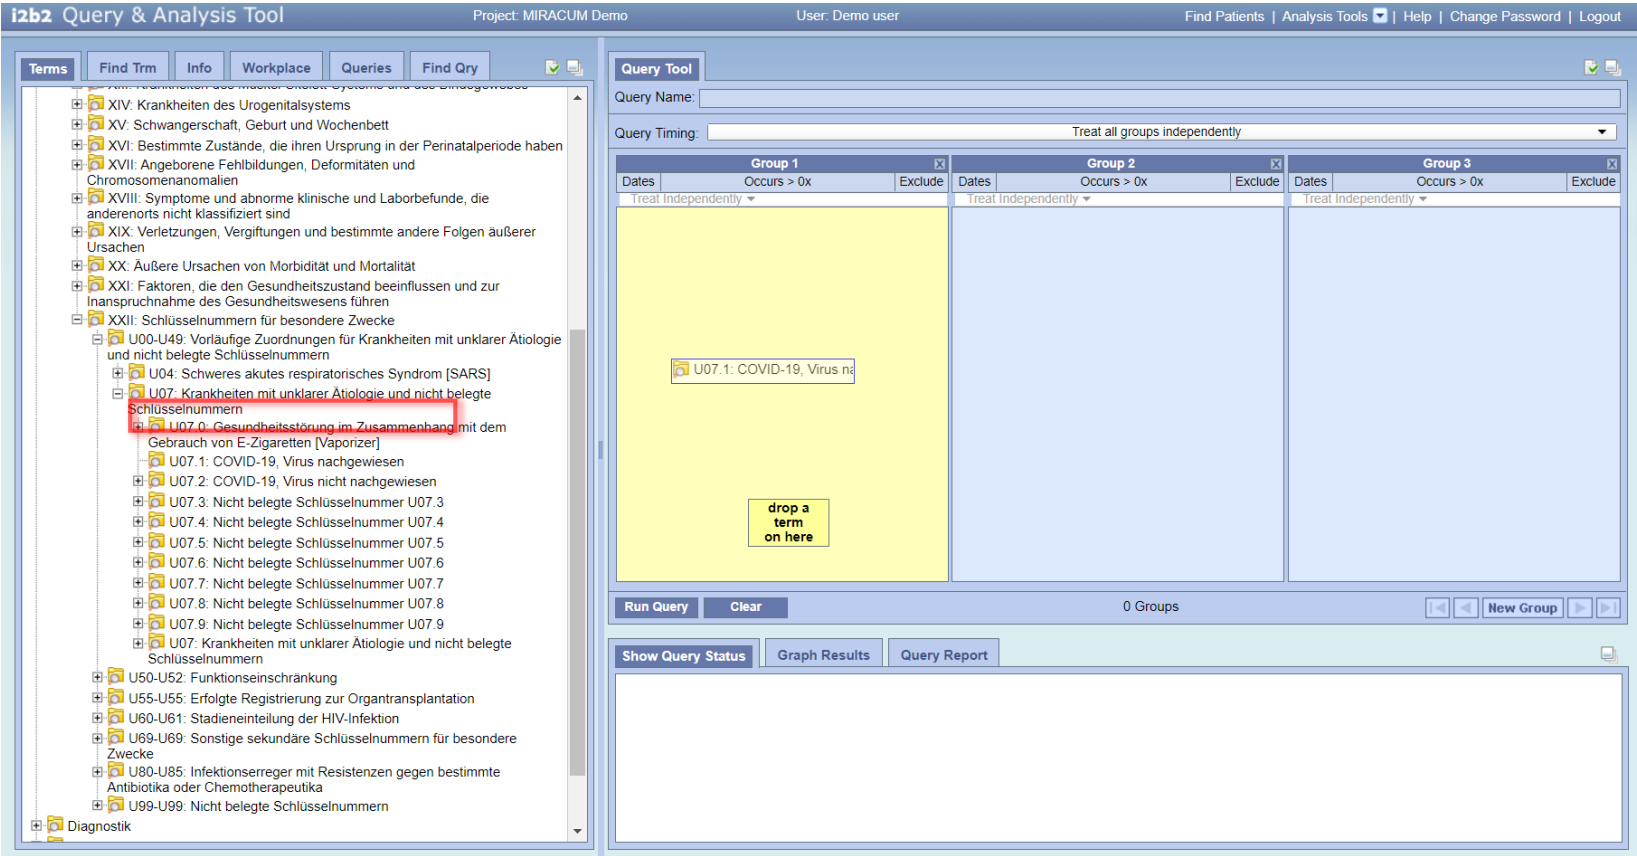 i2b2 Query & Analysis Tool
Project: MIRACUM Demo
User: Demo user
Find Patients | Analysis Tools | Help | Change Password | Logout
Terms
Find Trm
Info
Workplace
Queries
Find Qry
XIV: Krankheiten des Urogenitalsystems
XV: Schwangerschaft, Geburt und Wochenbett
XVI: Bestimmte Zustände, die ihren Ursprung in der Perinatalperiode haben
XVII: Angeborene Fehlbildungen, Deformitäten und
Chromosomenanomalien
XVIII: Symptome und abnorme klinische und Laborbefunde, die
anderenorts nicht klassifiziert sind
XIX: Verletzungen, Vergiftungen und bestimmte andere Folgen äußerer
Ursachen
XX: Äußere Ursachen von Morbidität und Mortalität
XXI: Faktoren, die den Gesundheitszustand beeinflussen und zur
Inanspruchnahme des Gesundheitswesens führen
XXII: Schlüsselnummern für besondere Zwecke
U00-U49: Vorläufige Zuordnungen für Krankheiten mit unklarer Ätiologie
und nicht belegte Schlüsselnummern
U04: Schweres akutes respiratorisches Syndrom [SARS]
U07: Krankheiten mit unklarer Ätiologie und nicht belegte
Schlüsselnummern
U07.0: Gesundheitsstörung im Zusammenhang mit dem
Gebrauch von E-Zigaretten [Vaporizer]
U07.1: COVID-19, Virus nachgewiesen
U07.2: COVID-19, Virus nicht nachgewiesen
U07.3: Nicht belegte Schlüsselnummer U07.3
U07.4: Nicht belegte Schlüsselnummer U07.4
U07.5: Nicht belegte Schlüsselnummer U07.5
U07.6: Nicht belegte Schlüsselnummer U07.6
U07.7: Nicht belegte Schlüsselnummer U07.7
U07.8: Nicht belegte Schlüsselnummer U07.8
U07.9: Nicht belegte Schlüsselnummer U07.9
U07: Krankheiten mit unklarer Ätiologie und nicht belegte
Schlüsselnummern
U50-U52: Funktionseinschränkung
U55-U55: Erfolgte Registrierung zur Organtransplantation
U60-U61: Stadieneinteilung der HIV-Infektion
U69-U69: Sonstige sekundäre Schlüsselnummern für besondere
Zwecke
U80-U85: Infektionserreger mit Resistenzen gegen bestimmte
Antibiotika oder Chemotherapeutika
U99-U99: Nicht belegte Schlüsselnummern
Diagnostik
Query Tool
Query Name:
Query Timing:
Treat all groups independently
Group 1
Group 2
Group 3
Dates
Occurs > 0x
Exclude
Dates
Occurs > 0x
Exclude
Dates
Occurs > 0x
Exclude
Treat Independently
Treat Independently
Treat Independently
U07.1: COVID-19, Virus na
drop a
term
on here
Run Query
Clear
0 Groups
New Group
Show Query Status
Graph Results
Query Report